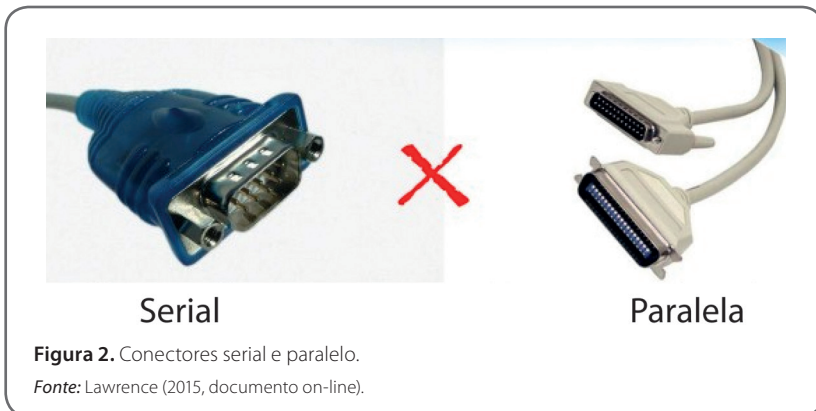 Serial
Paralela
Figura 2. Conectores serial e paralelo.
Fonte: Lawrence (2015, documento on-line).